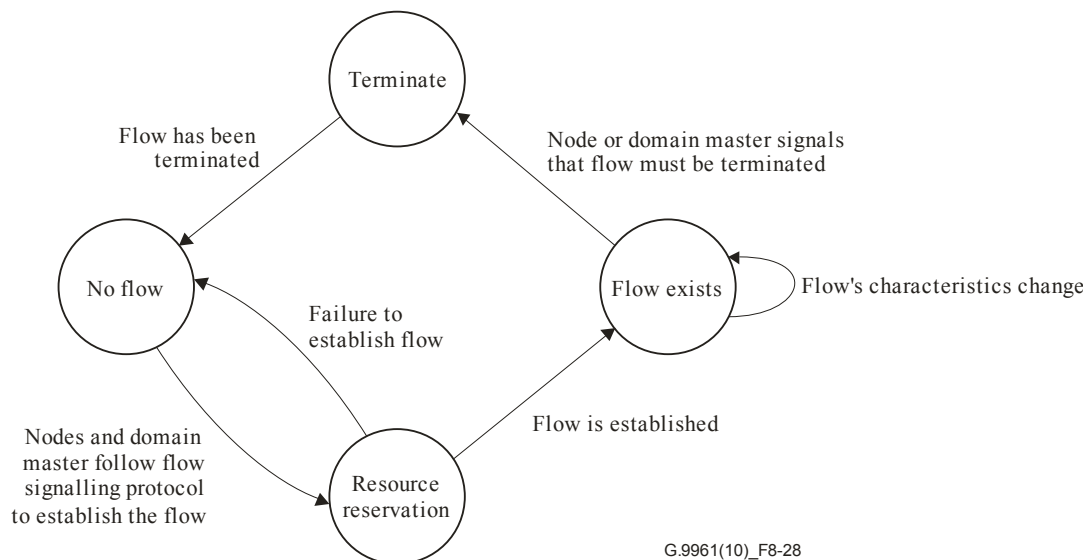 Terminate
Flow has been
terminated
Node or domain master signals
that flow must be terminated
No flow
Flow exists
Flow's characteristics change
Failure to
establish flow
Flow is established
Nodes and domain
master follow flow
signalling protocol
to establish the flow
Resource
reservation
G.9961(10)_F8-28